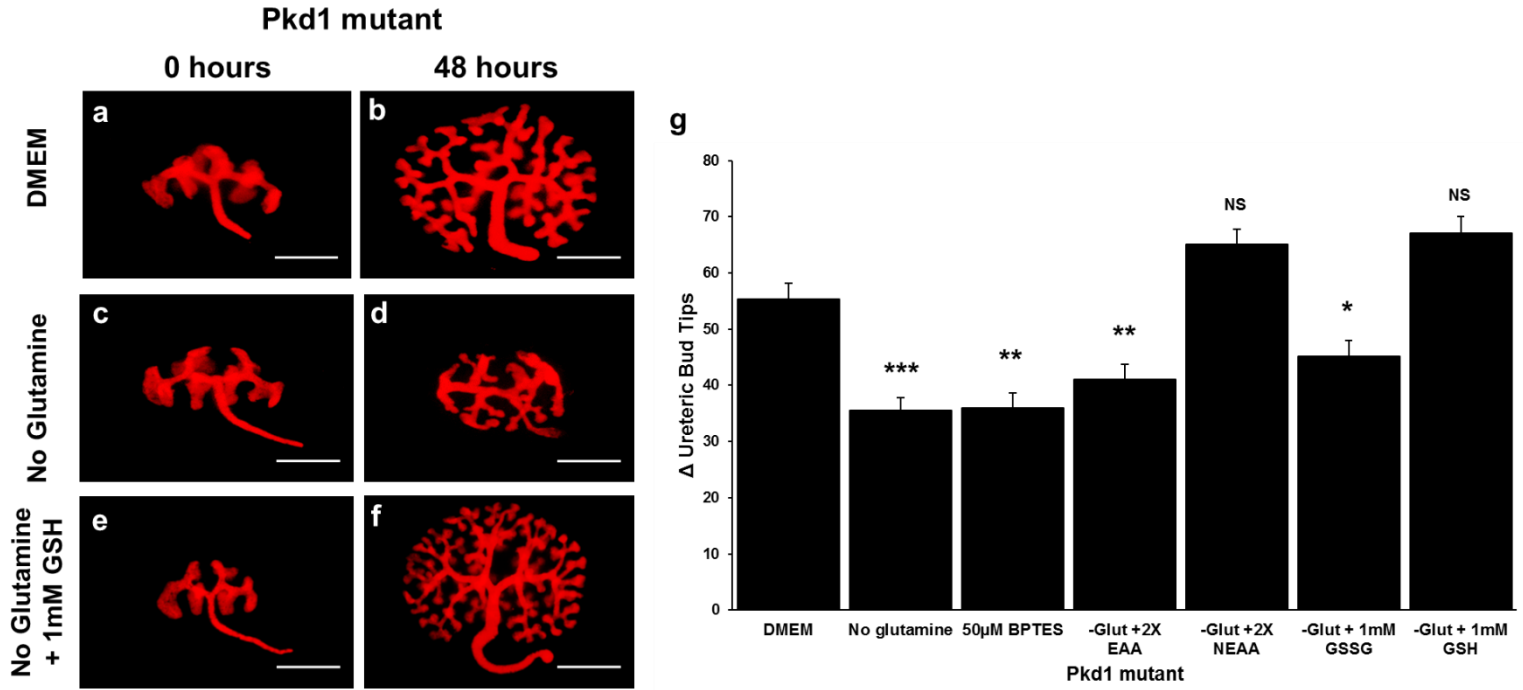 Pkd1 mutant
0 hours
48 hours
DMEM
a
b
No Glutamine
c
d
No Glutamine
+ 1mM GSH
e
f
g
Δ Ureteric Bud Tips
80
70
60
50
40
30
20
10
0
***
**
**
NS
*
NS
DMEM
No glutamine
50µM BPTES
-Glut +2X
EAA
-Glut +2X
NEAA
-Glut + 1mM
GSSG
-Glut + 1mM
GSH
Pkd1 mutant